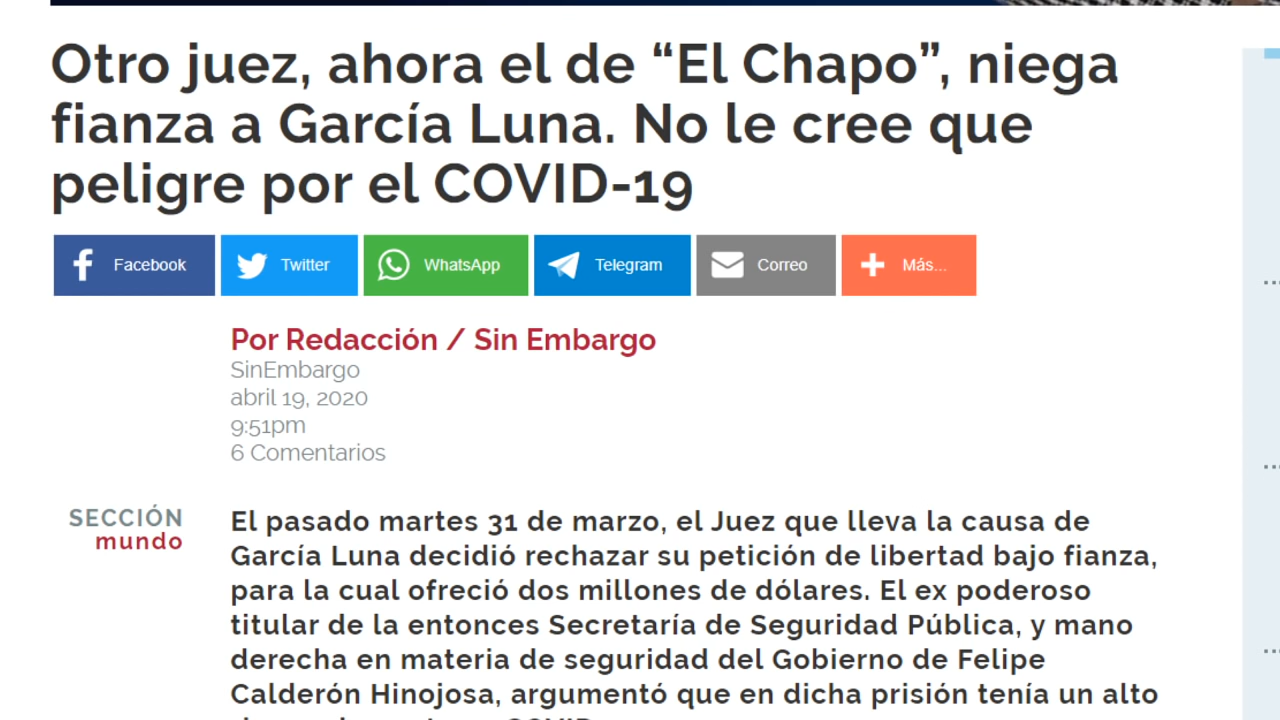 Otro juez, ahora el de “El Chapo”, niega
fianza a García Luna. No le cree que
peligre por el COVID-19
Facebook
Twitter
WhatsApp
Telegram
Correo
Más...
Por Redacción / Sin Embargo
SinEmbargo
abril 19, 2020
9:51pm
6 Comentarios
SECCIÓN
mundo
El pasado martes 31 de marzo, el Juez que lleva la causa de
García Luna decidió rechazar su petición de libertad bajo fianza,
para la cual ofreció dos millones de dólares. El ex poderoso
titular de la entonces Secretaría de Seguridad Pública, y mano
derecha en materia de seguridad del Gobierno de Felipe
Calderón Hinojosa, argumentó que en dicha prisión tenía un alto